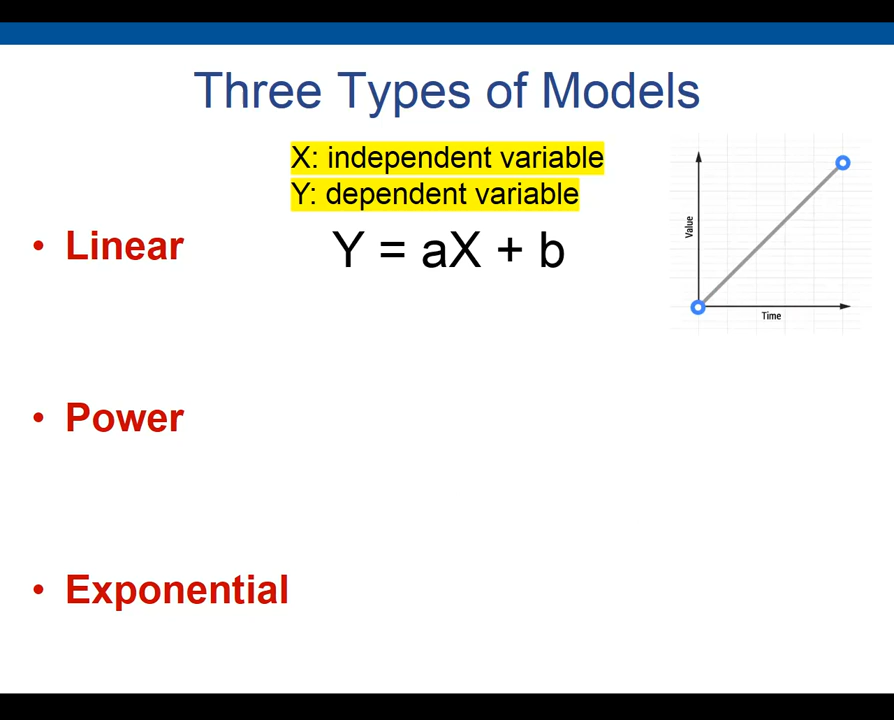 Three Types of Models
X: independent variable
Y: dependent variable
• Linear
Y = aX + b
Value
Time
• Power
• Exponential